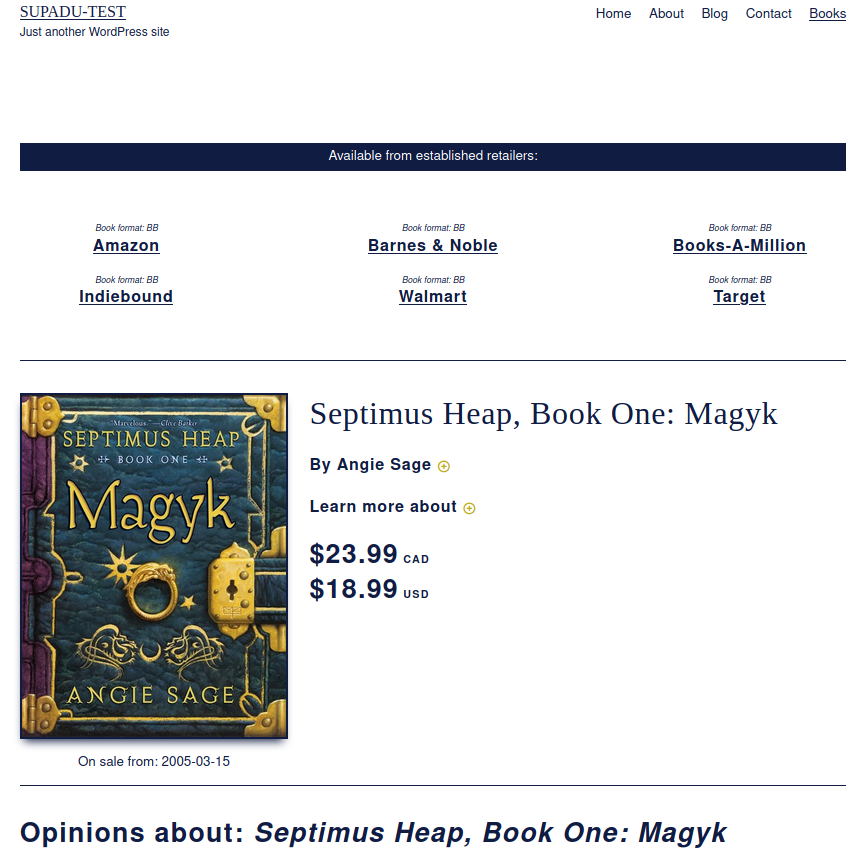 SUPADU-TEST
Just another WordPress site
Home About Blog Contact Books
Available from established retailers:
Book format: BB Book format: BB Book format: BB
Amazon Barnes & Noble Books-A-Million
Book format: BB Book format: BB Book format: BB
Indiebound Walmart Target
"Marvelous."—Clive Barker
SEPTIMUS HEAP
BOOK ONE
Magyk
ANGIE SAGE
On sale from: 2005-03-15
Septimus Heap, Book One: Magyk
By Angie Sage
Learn more about
$23.99 CAD
$18.99 USD
Opinions about: Septimus Heap, Book One: Magyk